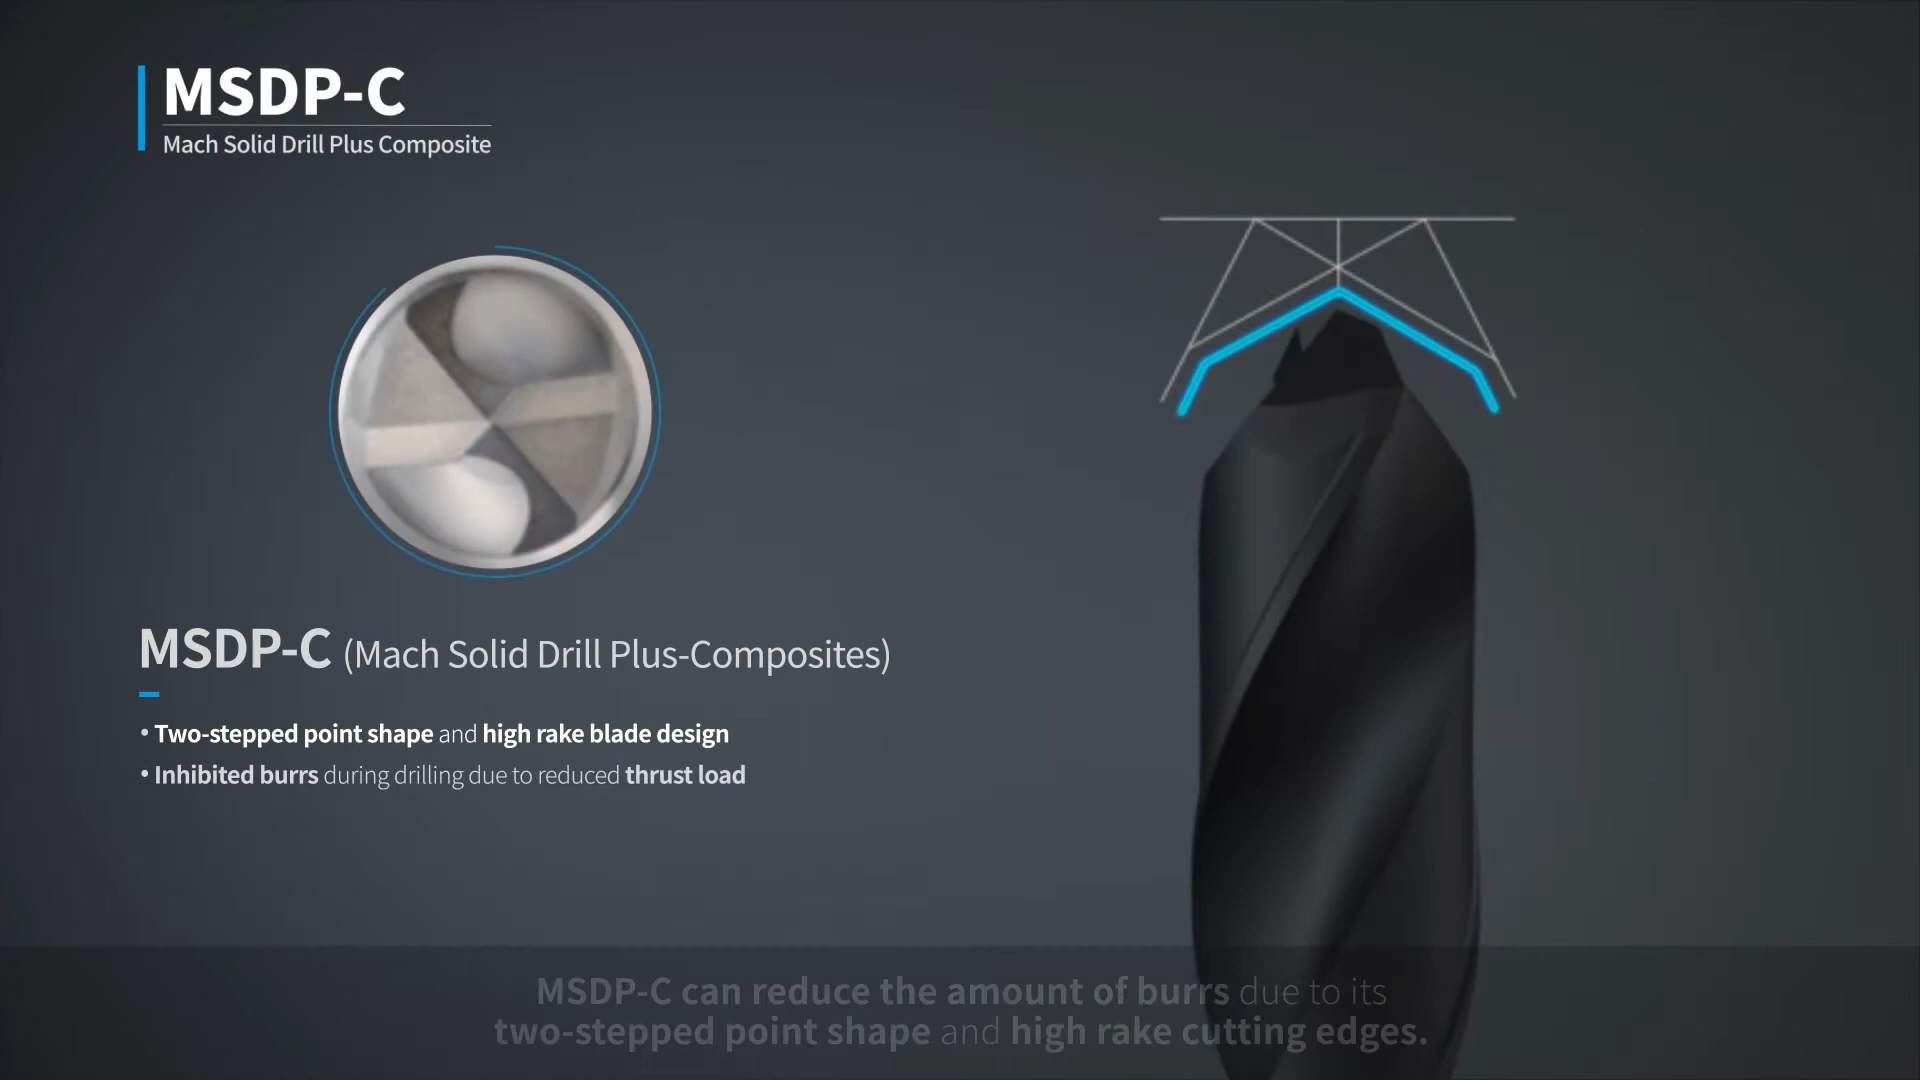 MSDP-C
Mach Solid Drill Plus Composite
MSDP-C (Mach Solid Drill Plus-Composites)
• Two-stepped point shape and high rake blade design
• Inhibited burrs during drilling due to reduced thrust load
MSDP-C can reduce the amount of burrs due to its
two-stepped point shape and high rake cutting edges.